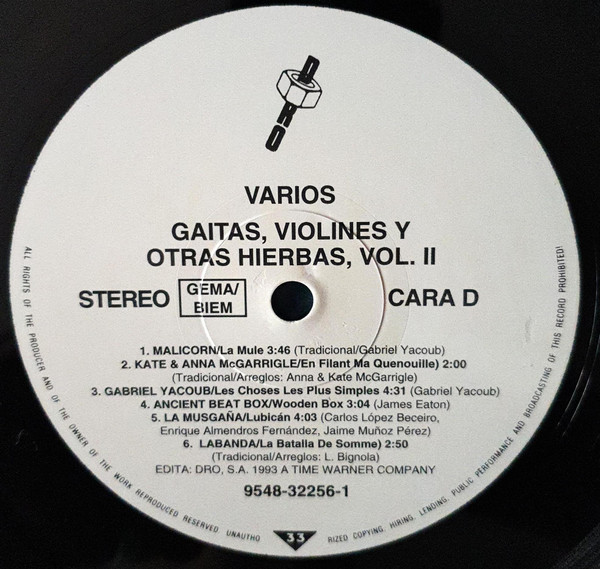 DRO
VARIOS
GAITAS, VIOLINES Y
OTRAS HIERBAS, VOL. II
STEREO GEMA/ BIEM CARA D
1. MALICORN/La Mule 3:46 (Tradicional/Gabriel Yacoub)
2. KATE & ANNA McGARRIGLE/En Filant Ma Quenouille) 2:00
(Tradicional/Arreglos: Anna & Kate McGarrigle)
3. GABRIEL YACOUB/Les Choses Les Plus Simples 4:31 (Gabriel Yacoub)
4. ANCIENT BEAT BOX/Wooden Box 3:04 (James Eaton)
5. LA MUSGAÑA/Lubicán 4:03 (Carlos López Beceiro,
Enrique Almendros Fernández, Jaime Muñoz Pérez)
6. LABANDA/La Batalla De Somme) 2:50
(Tradicional/Arreglos: L. Bignola)
EDITA: DRO, S.A. 1993 A TIME WARNER COMPANY
9548-32256-1
ALL RIGHTS OF THE PRODUCER AND OF THE OWNER OF THE WORK REPRODUCED RESERVED UNAUTHO 33 RIZED COPYING, HIRING, LENDING, PUBLIC PERFORMANCE AND BROADCASTING OF THIS RECORD PROHIBITED!